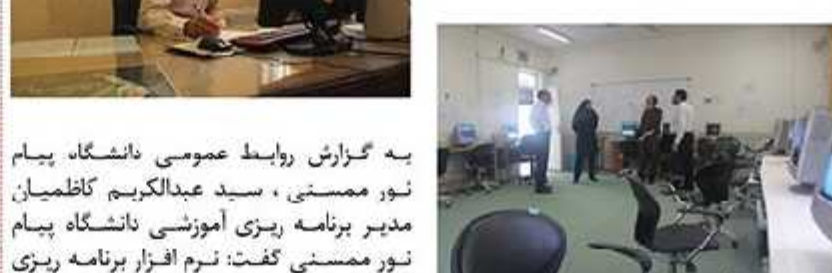 به گزارش روابط عمومی دانشگاه پیام
نور ممسنی ، سید عبدالکریم کاظمیان
مدیر برنامه ریزی آموزشی دانشگاه پیام
نور ممسنی گفت: نرم افزار برنامه ریزی